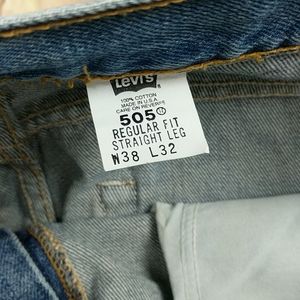 Levi's
100% COTTON
MADE IN U.S.A
CARE ON REVERSE
505
REGULAR FIT
STRAIGHT LEG
W38 L32